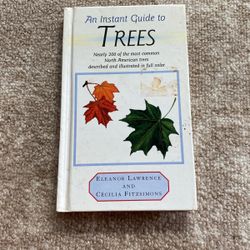 An Instant Guide to
TREES
Nearly 200 of the most common
North American trees
described and illustrated in full color
ELEANOR LAWRENCE
AND
CECILIA FITZSIMONS